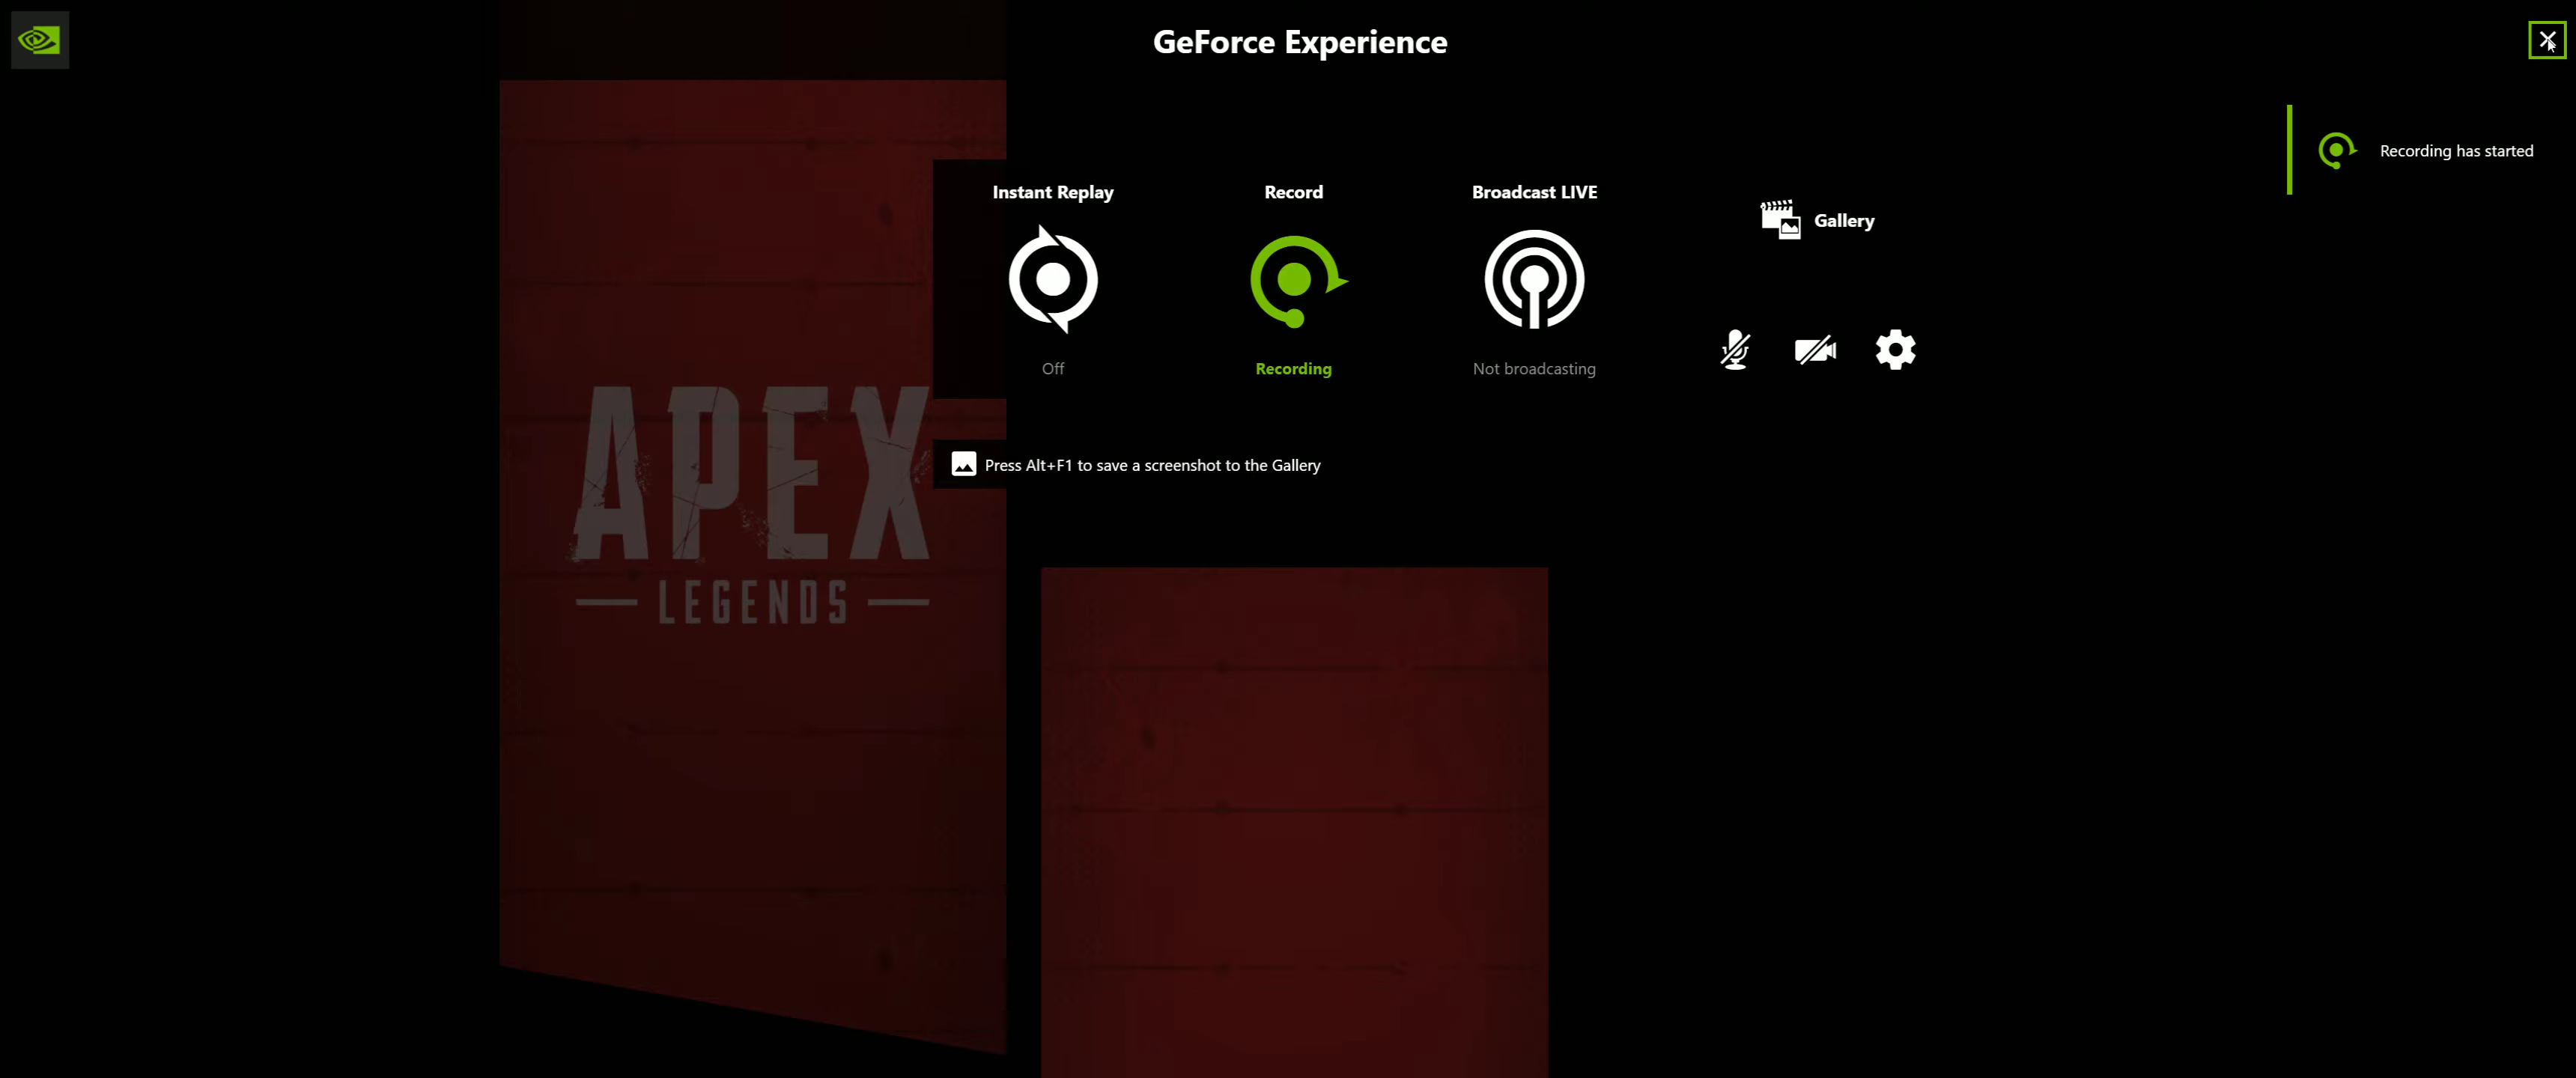 GeForce Experience
Recording has started
Instant Replay
Record
Broadcast LIVE
Gallery
Off
Recording
Not broadcasting
Press Alt+F1 to save a screenshot to the Gallery
APEX
LEGENDS